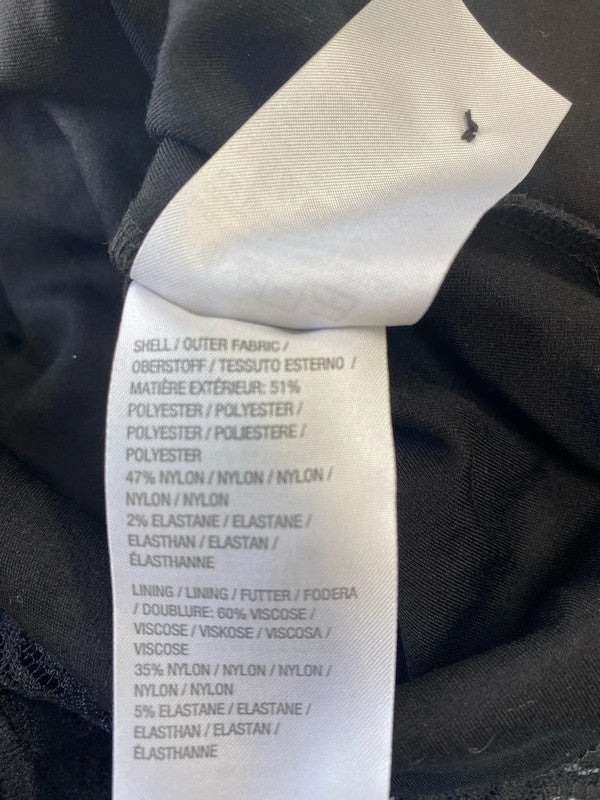 SHELL / OUTER FABRIC /
OBERSTOFF / TESSUTO ESTERNO /
MATIÈRE EXTÉRIEUR: 51%
POLYESTER / POLYESTER /
POLYESTER / POLIESTERE /
POLYESTER
47% NYLON / NYLON / NYLON /
NYLON / NYLON
2% ELASTANE / ELASTANE /
ELASTHAN / ELASTAN /
ÉLASTHANNE
LINING / LINING / FUTTER / FODERA
/ DOUBLURE: 60% VISCOSE /
VISCOSE / VISKOSE / VISCOSA /
VISCOSE
35% NYLON / NYLON / NYLON /
NYLON / NYLON
5% ELASTANE / ELASTANE /
ELASTHAN / ELASTAN /
ÉLASTHANNE